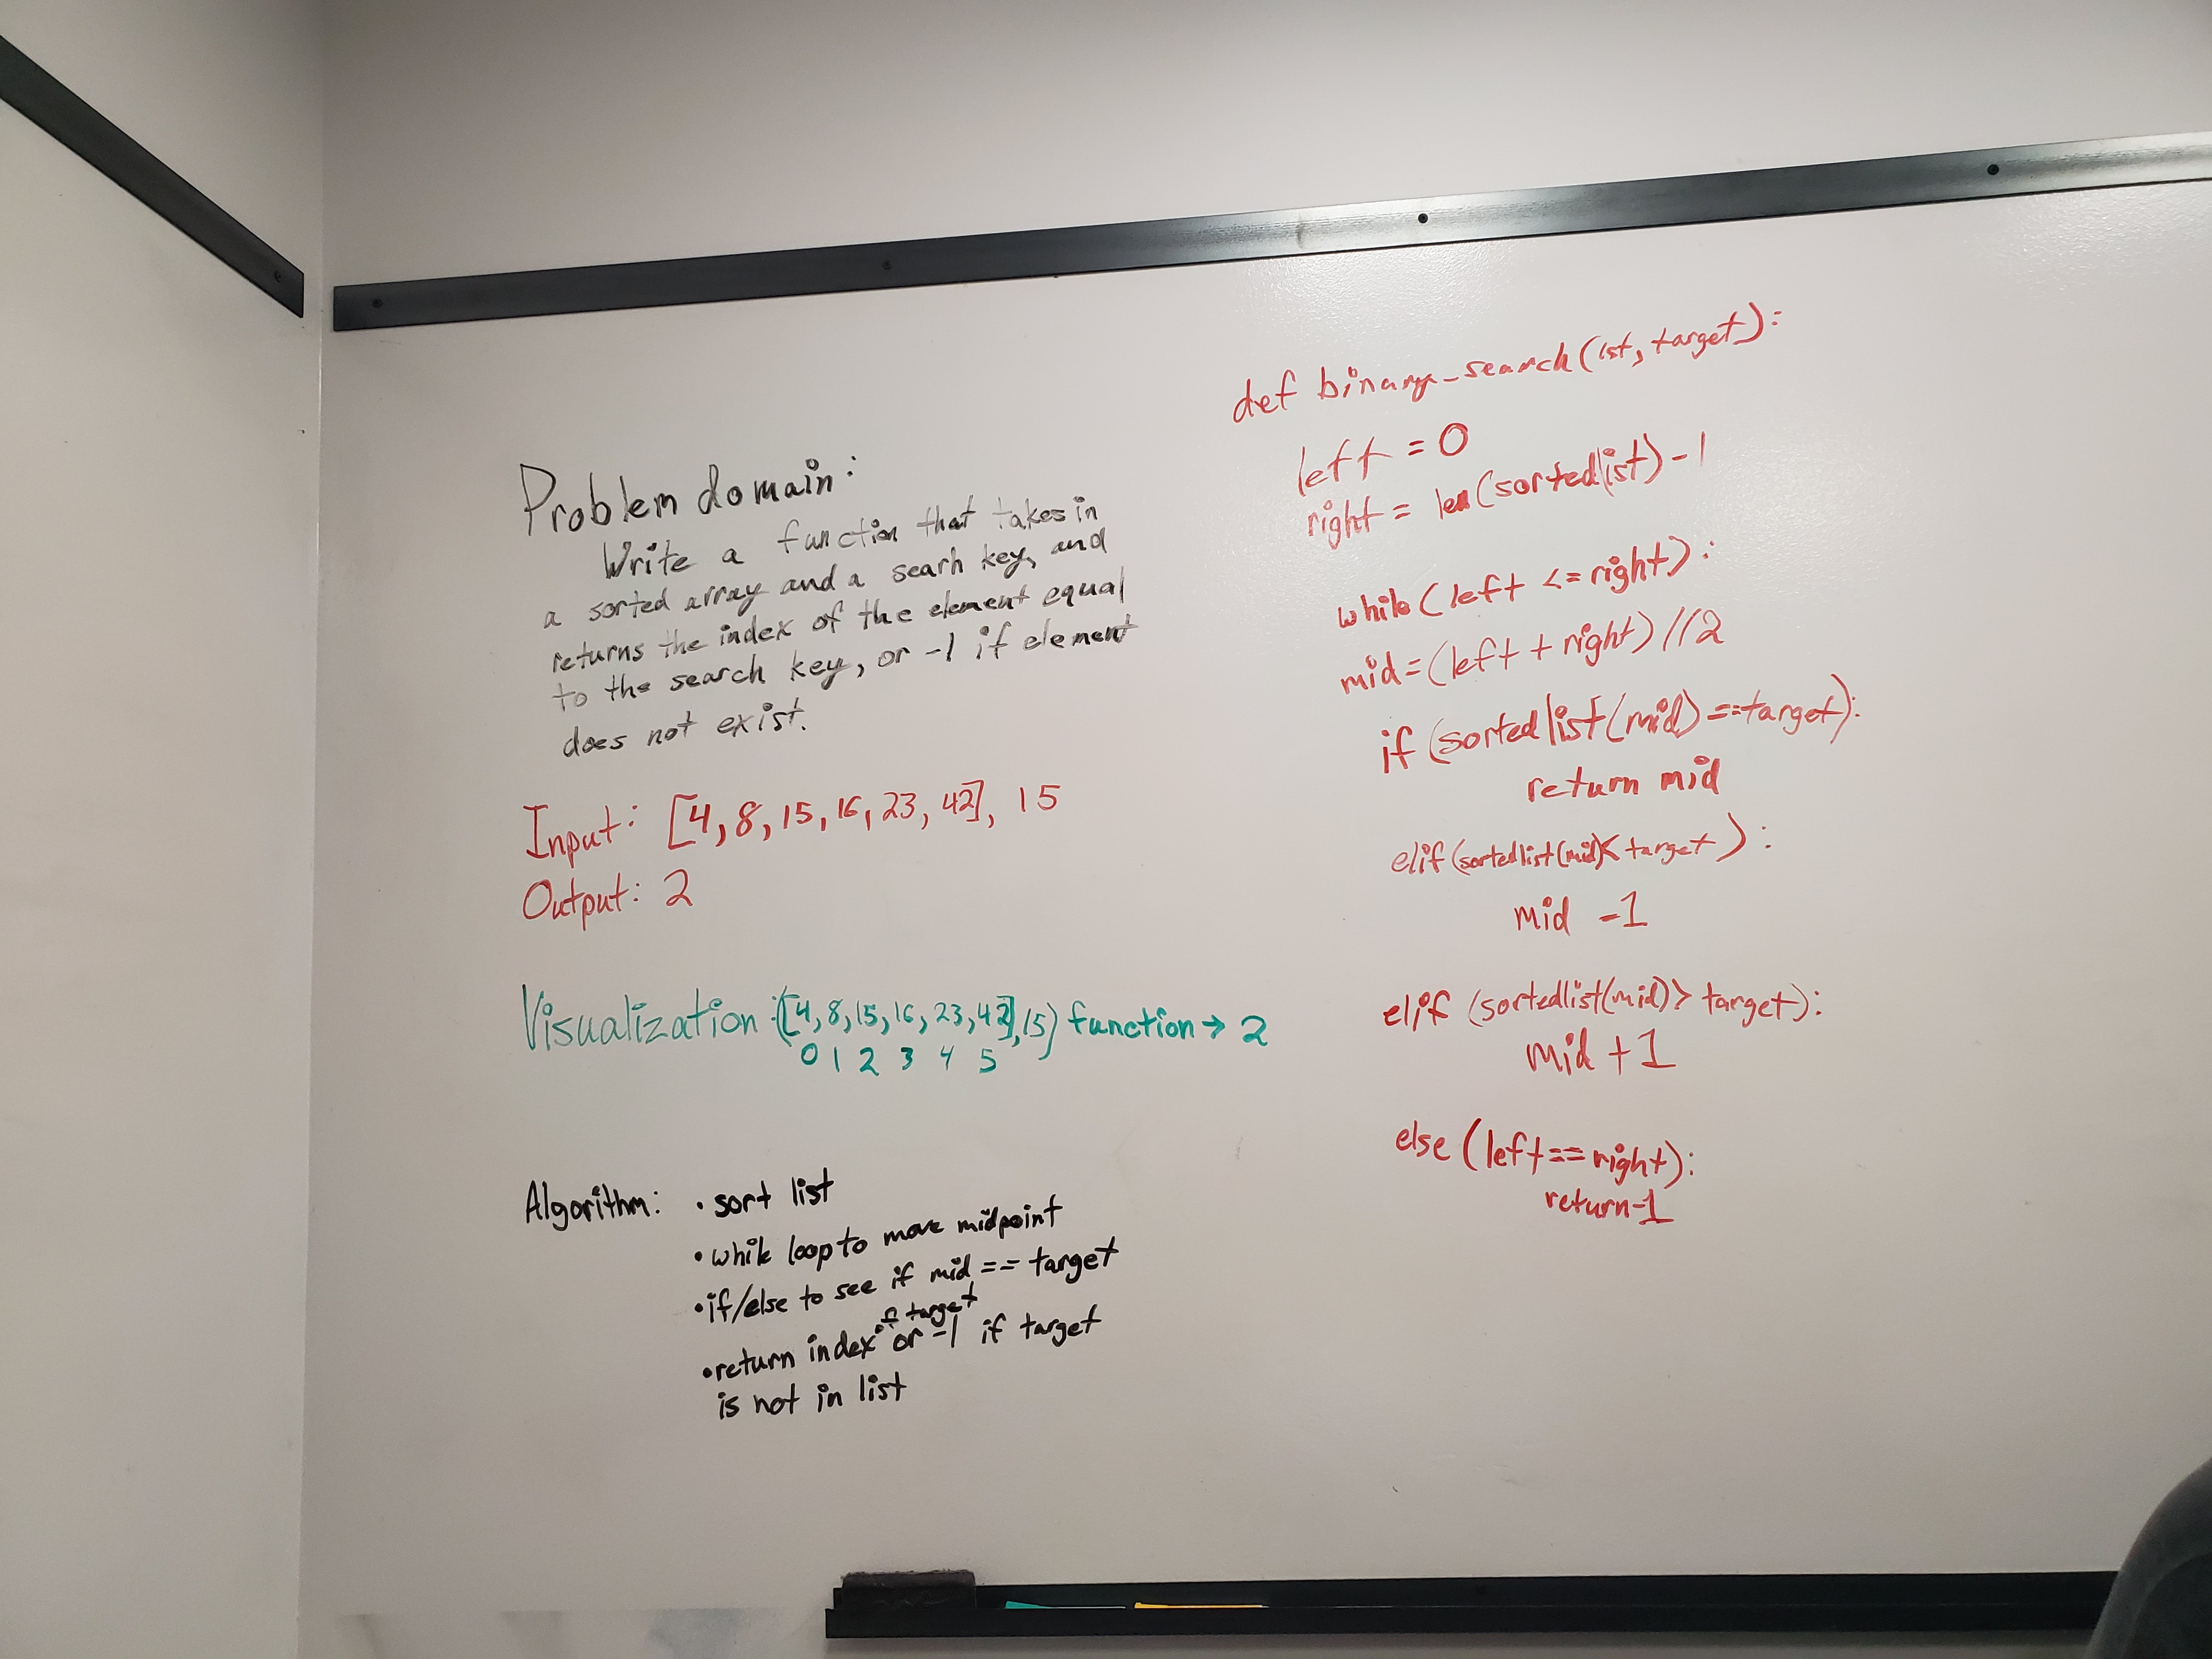 Problem domain:
Write a function that takes in
a sorted array and a searh key, and
returns the index of the element equal
to the search key, or -1 if element
does not exist.
Input: [4, 8, 15, 16, 23, 42], 15
Output: 2
Visualization: ([4, 8, 15, 16, 23, 42], 15) function → 2
0 1 2 3 4 5
Algorithm: • sort list
• while loop to move midpoint
• if/else to see if mid == target
of target
• return index or -1 if target
is not in list
def binary_search(lst, target):
left = 0
right = len(sortedlist) - 1
while (left <= right):
mid = (left + right) // 2
if (sortedlist(mid) == target):
return mid
elif (sortedlist(mid) < target):
mid -1
elif (sortedlist(mid) > target):
mid +1
else (left == right):
return -1